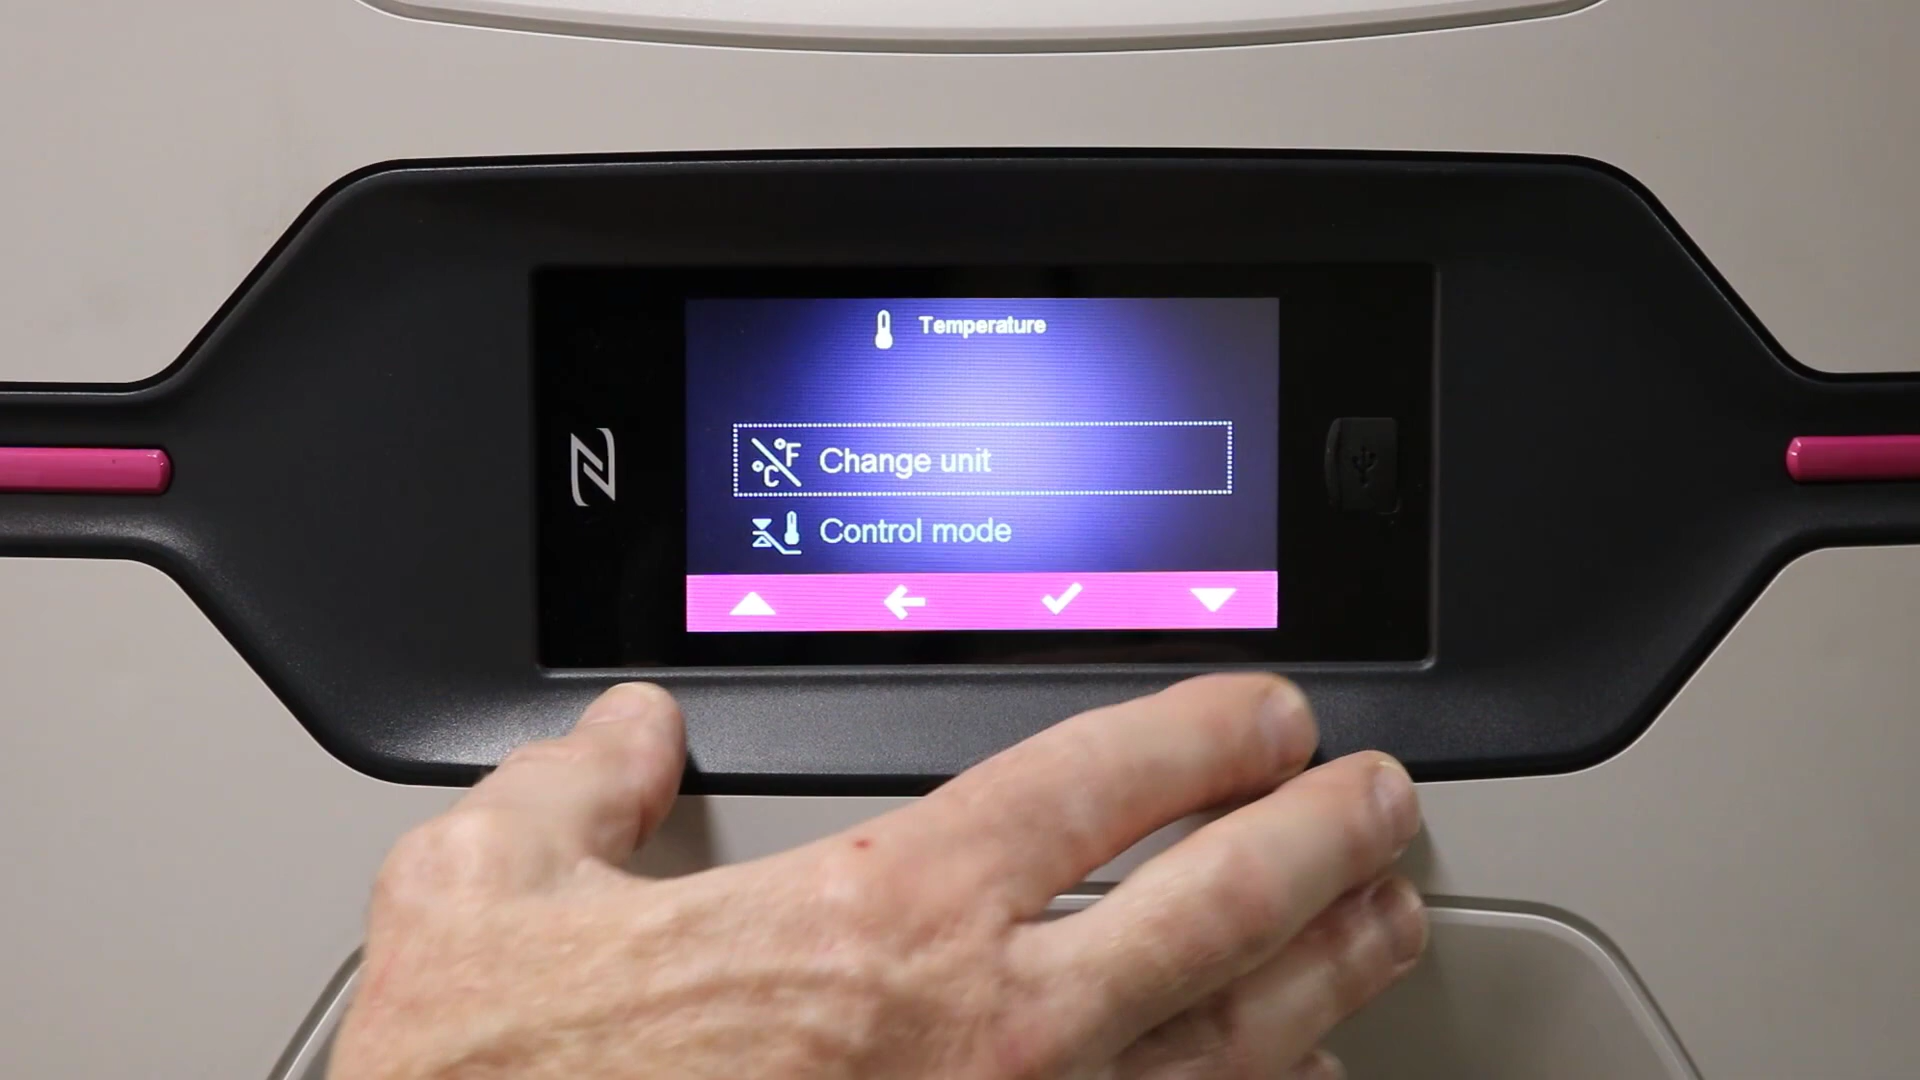 Temperature
°F
°C
Change unit
Control mode